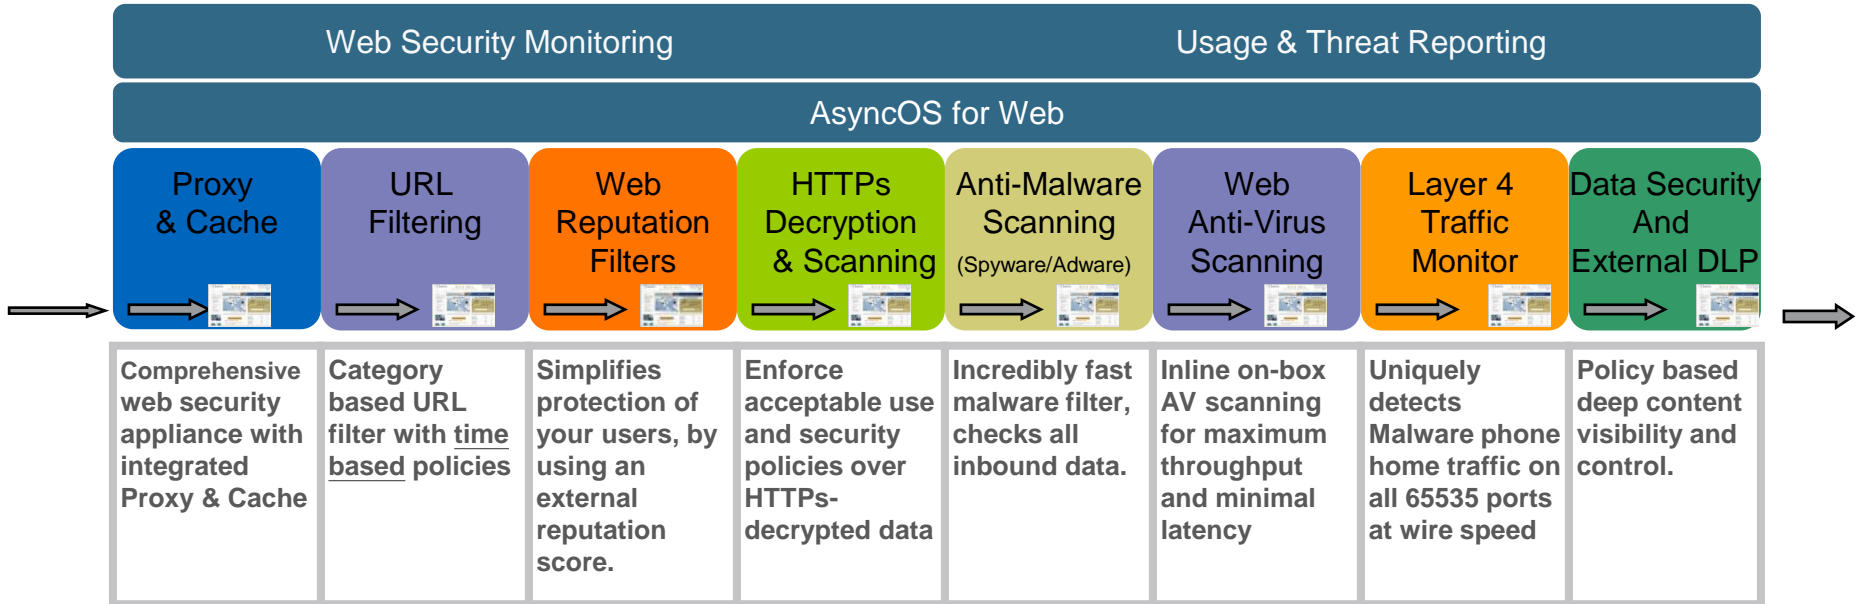 Web Security Monitoring
Usage & Threat Reporting
AsyncOS for Web
Proxy
& Cache
URL
Filtering
Web
Reputation
Filters
HTTPs
Decryption
& Scanning
Anti-Malware
Scanning
(Spyware/Adware)
Web
Anti-Virus
Scanning
Layer 4
Traffic
Monitor
Data Security
And
External DLP
Comprehensive
web security
appliance with
integrated
Proxy & Cache
Category
based URL
filter with time
based policies
Simplifies
protection of
your users, by
using an
external
reputation
score.
Enforce
acceptable use
and security
policies over
HTTPs-
decrypted data
Incredibly fast
malware filter,
checks all
inbound data.
Inline on-box
AV scanning
for maximum
throughput
and minimal
latency
Uniquely
detects
Malware phone
home traffic on
all 65535 ports
at wire speed
Policy based
deep content
visibility and
control.